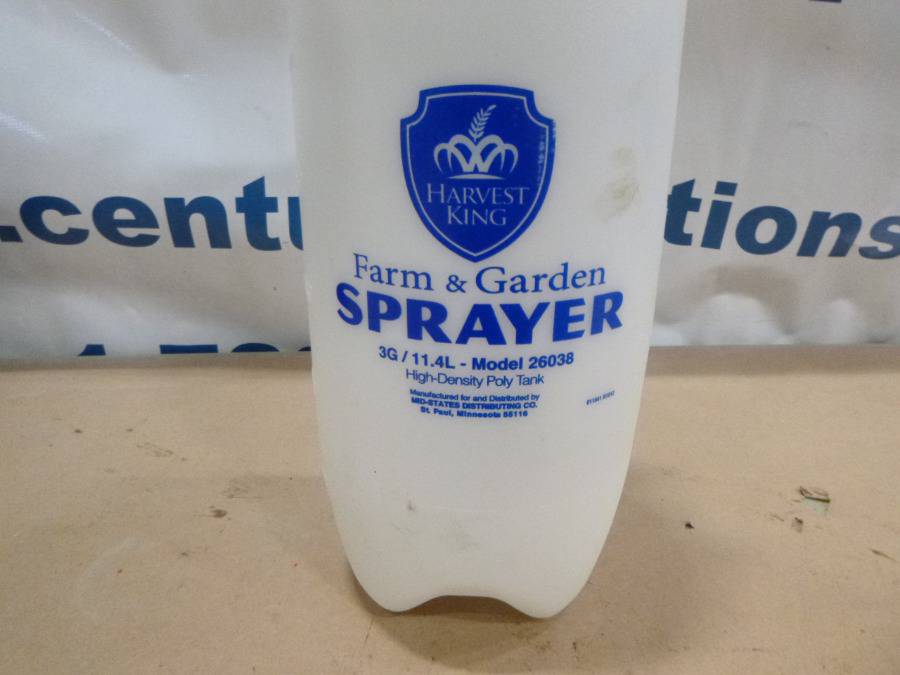 HARVEST
KING
Farm & Garden
SPRAYER
3G / 11.4L - Model 26038
High-Density Poly Tank
Manufactured for and Distributed by
MID-STATES DISTRIBUTING CO.
St. Paul, Minnesota 55116
.cent
tions